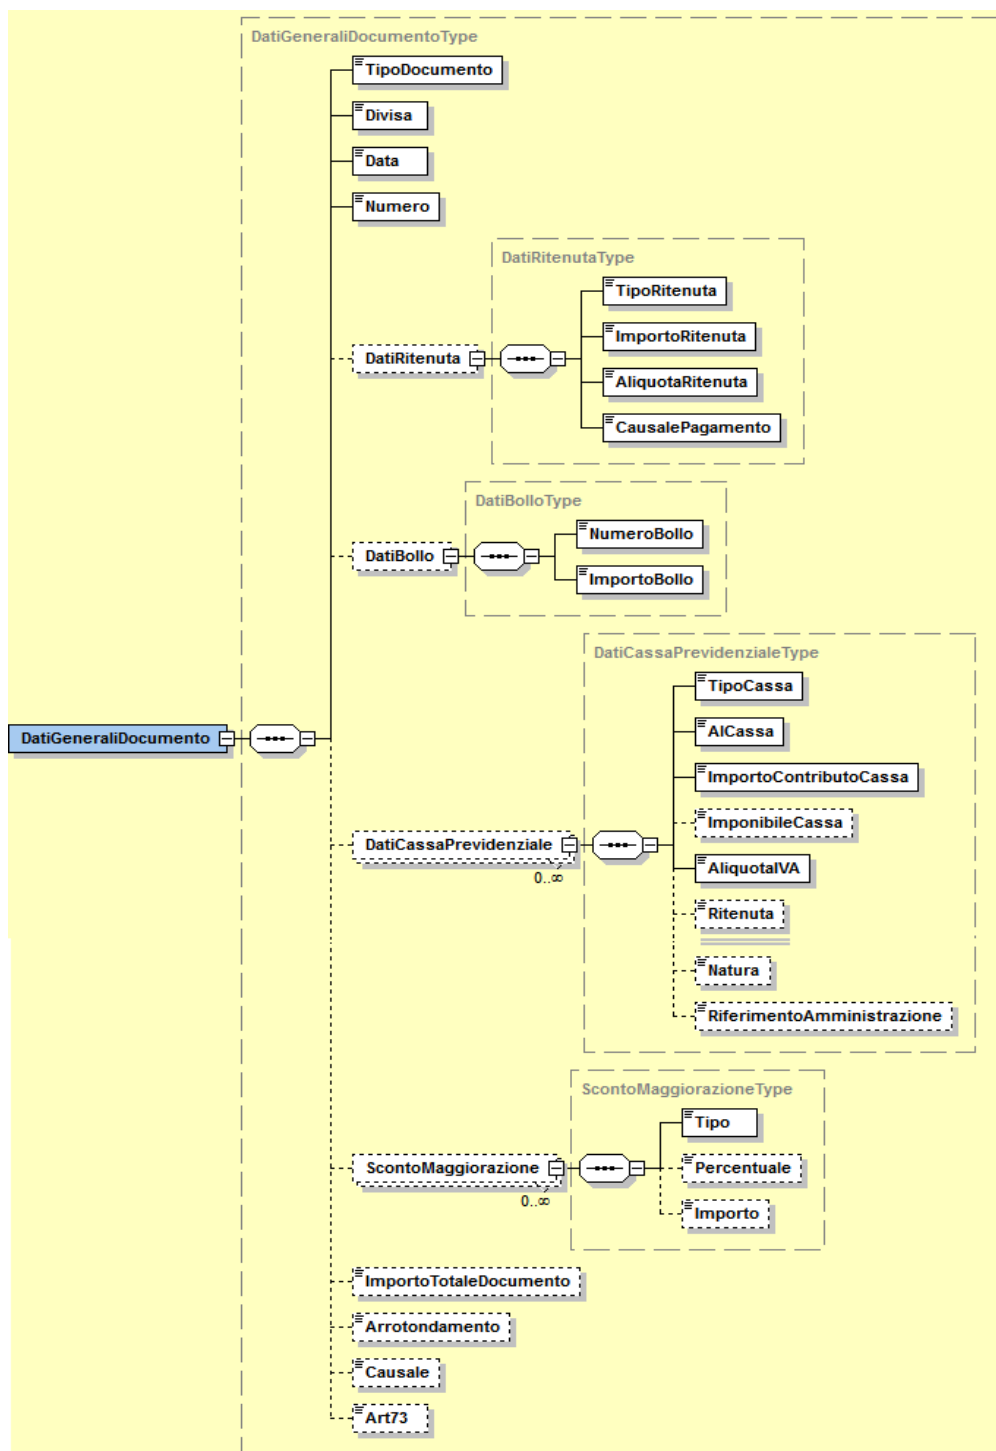 DatiGeneraliDocumentoType
TipoDocumento
Divisa
Data
Numero
DatiRitenutaType
TipoRitenuta
ImportoRitenuta
DatiRitenuta
AliquotaRitenuta
CausalePagamento
DatiBolloType
NumeroBollo
DatiBollo
ImportoBollo
DatiCassaPrevidenzialeType
TipoCassa
AlCassa
DatiGeneraliDocumento
ImportoContributoCassa
ImponibileCassa
DatiCassaPrevidenziale
AliquotaIVA
0..∞
Ritenuta
Natura
RiferimentoAmministrazione
ScontoMaggiorazioneType
Tipo
ScontoMaggiorazione
Percentuale
0..∞
Importo
ImportoTotaleDocumento
Arrotondamento
Causale
Art73